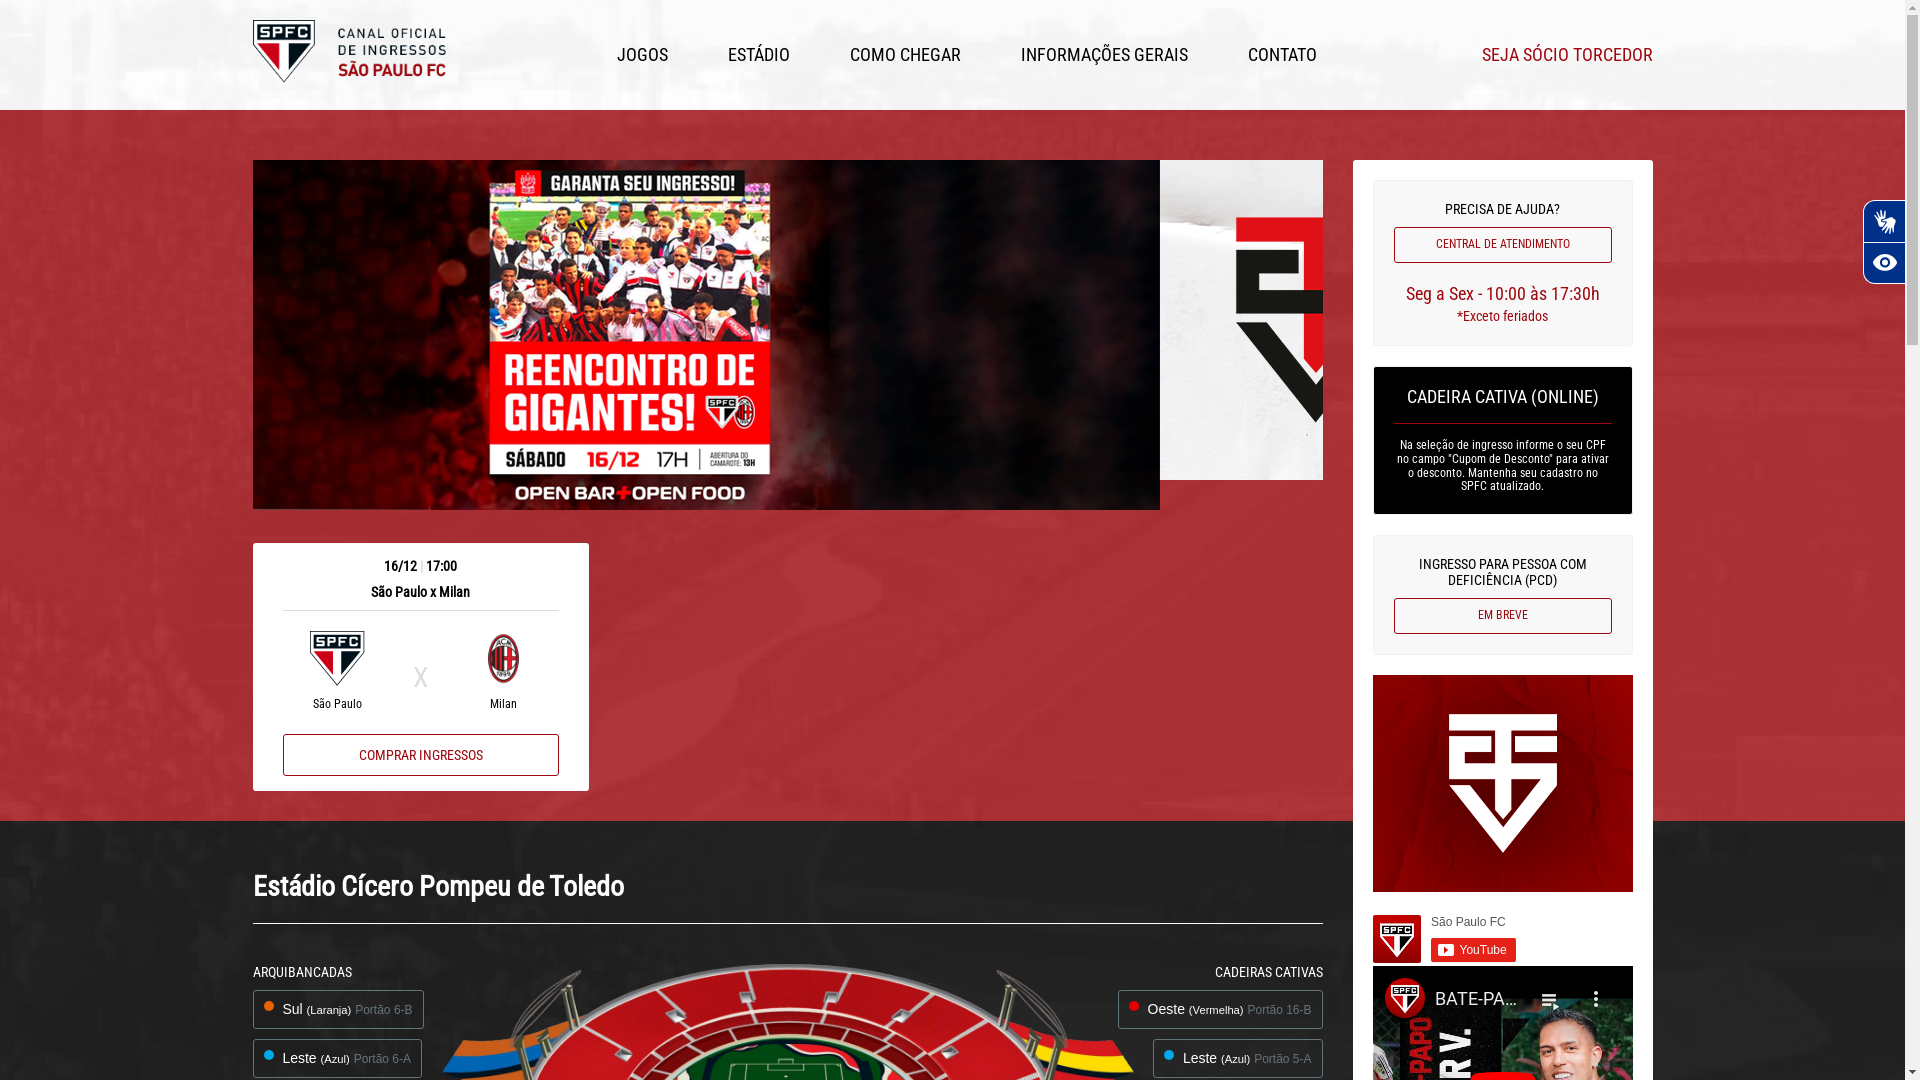 SPFC
CANAL OFICIAL
DE INGRESSOS
SÃO PAULO FC
JOGOS
ESTÁDIO
COMO CHEGAR
INFORMAÇÕES GERAIS
CONTATO
SEJA SÓCIO TORCEDOR
GARANTA SEU INGRESSO!
REENCONTRO DE
GIGANTES!
SPFC
SÁBADO 16/12 17H ABERTURA DO
CAMAROTE: 13H
OPEN BAR+OPEN FOOD
16/12 | 17:00
São Paulo x Milan
SPFC
X
São Paulo
Milan
COMPRAR INGRESSOS
PRECISA DE AJUDA?
CENTRAL DE ATENDIMENTO
Seg a Sex - 10:00 às 17:30h
*Exceto feriados
CADEIRA CATIVA (ONLINE)
Na seleção de ingresso informe o seu CPF
no campo "Cupom de Desconto" para ativar
o desconto. Mantenha seu cadastro no
SPFC atualizado.
INGRESSO PARA PESSOA COM
DEFICIÊNCIA (PCD)
EM BREVE
SPFC
São Paulo FC
YouTube
SPFC
BATE-PA...
Estádio Cícero Pompeu de Toledo
ARQUIBANCADAS
Sul (Laranja) Portão 6-B
Leste (Azul) Portão 6-A
CADEIRAS CATIVAS
Oeste (Vermelha) Portão 16-B
Leste (Azul) Portão 5-A